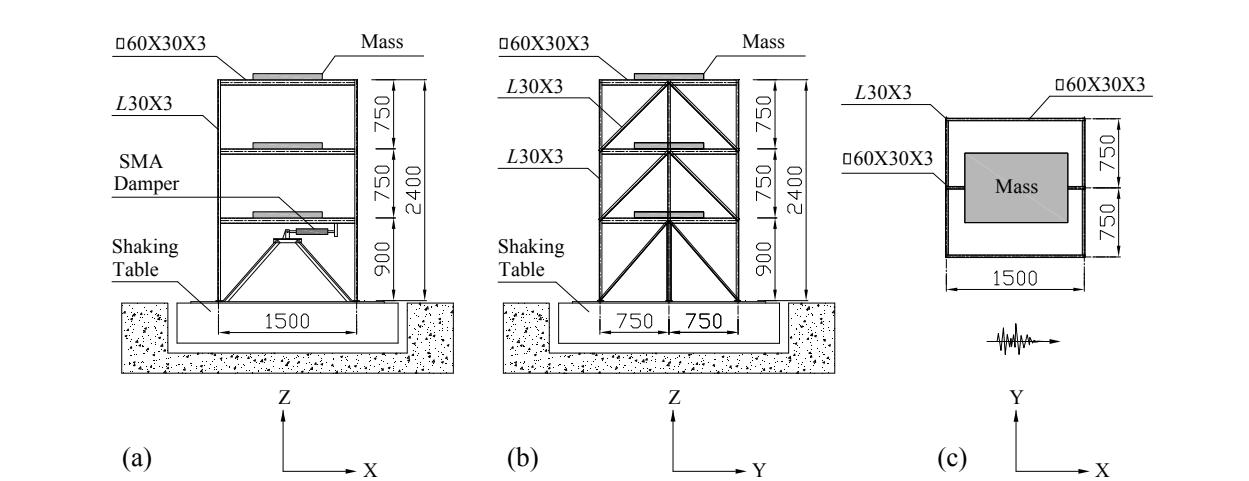 ▯60X30X3
Mass
L30X3
SMA
Damper
Shaking
Table
750
750
900
2400
1500
Z
X
(a)
▯60X30X3
Mass
L30X3
L30X3
Shaking
Table
750
750
900
2400
750
750
Z
Y
(b)
L30X3
▯60X30X3
▯60X30X3
Mass
750
750
1500
Y
X
(c)